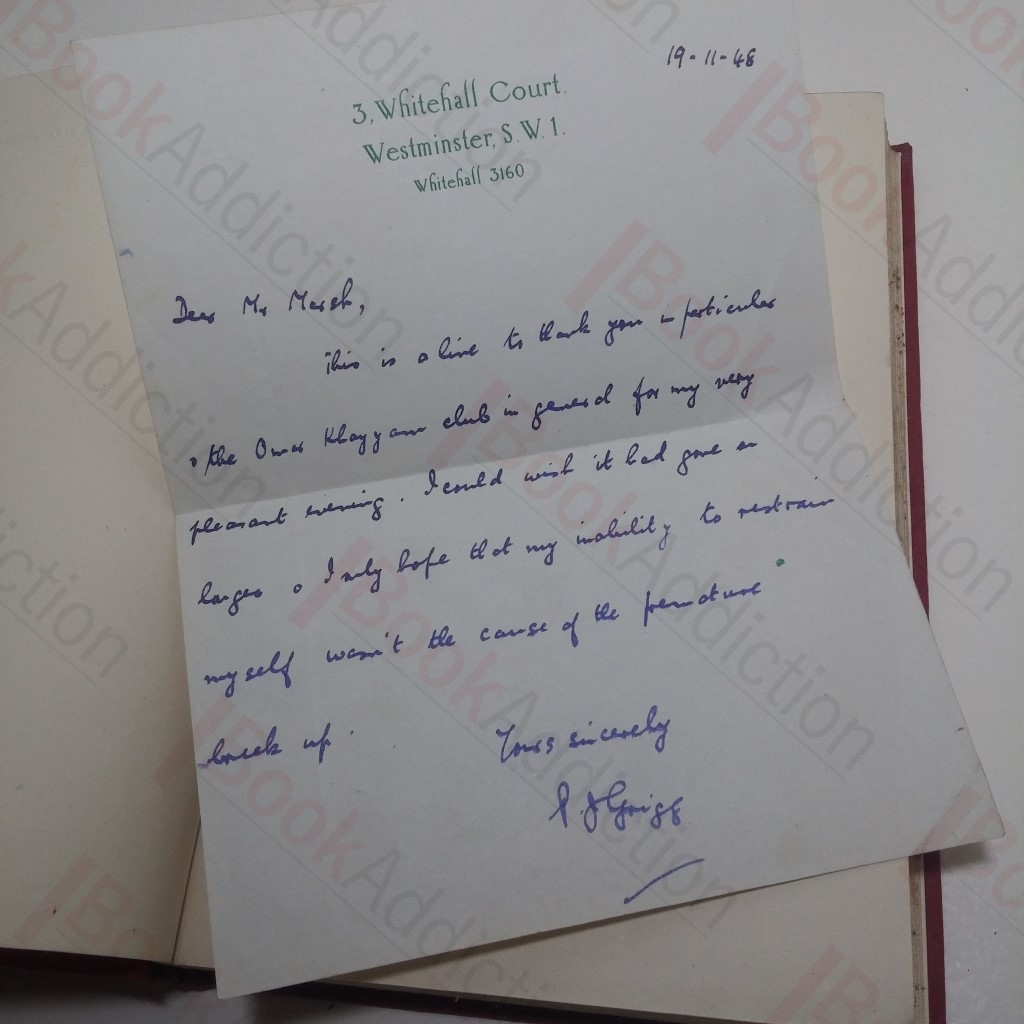 19-11-48
3, Whitehall Court,
Westminster, S.W.1.
Whitehall 3160
Dear Mr Marsh,
This is a line to thank you in particular
& the Omar Khayyam club in general for my very
pleasant evening. I could wish it had gone on
longer & I only hope that my inability to restrain
myself wasn't the cause of the premature
break up.
Yours sincerely
P. J Grigg
BookAddiction